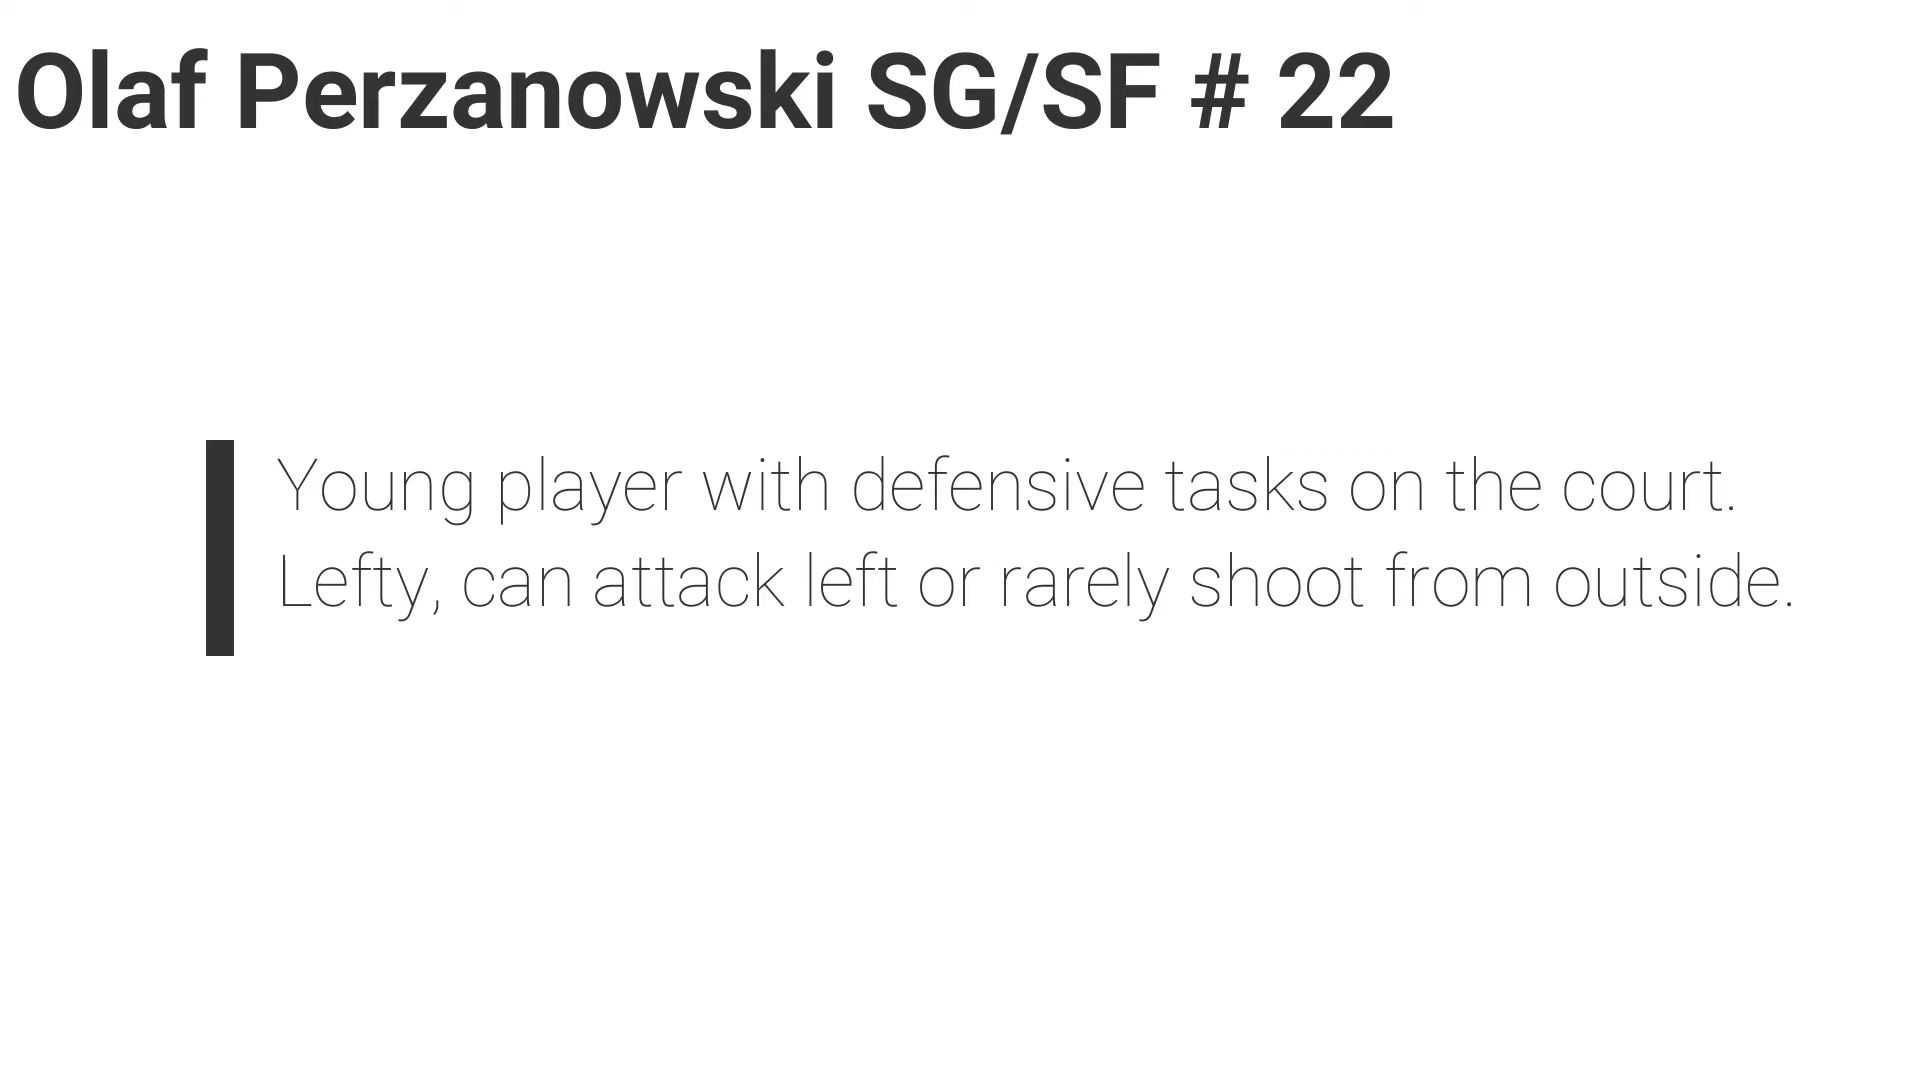 Olaf Perzanowski SG/SF # 22
Young player with defensive tasks on the court.
Lefty, can attack left or rarely shoot from outside.